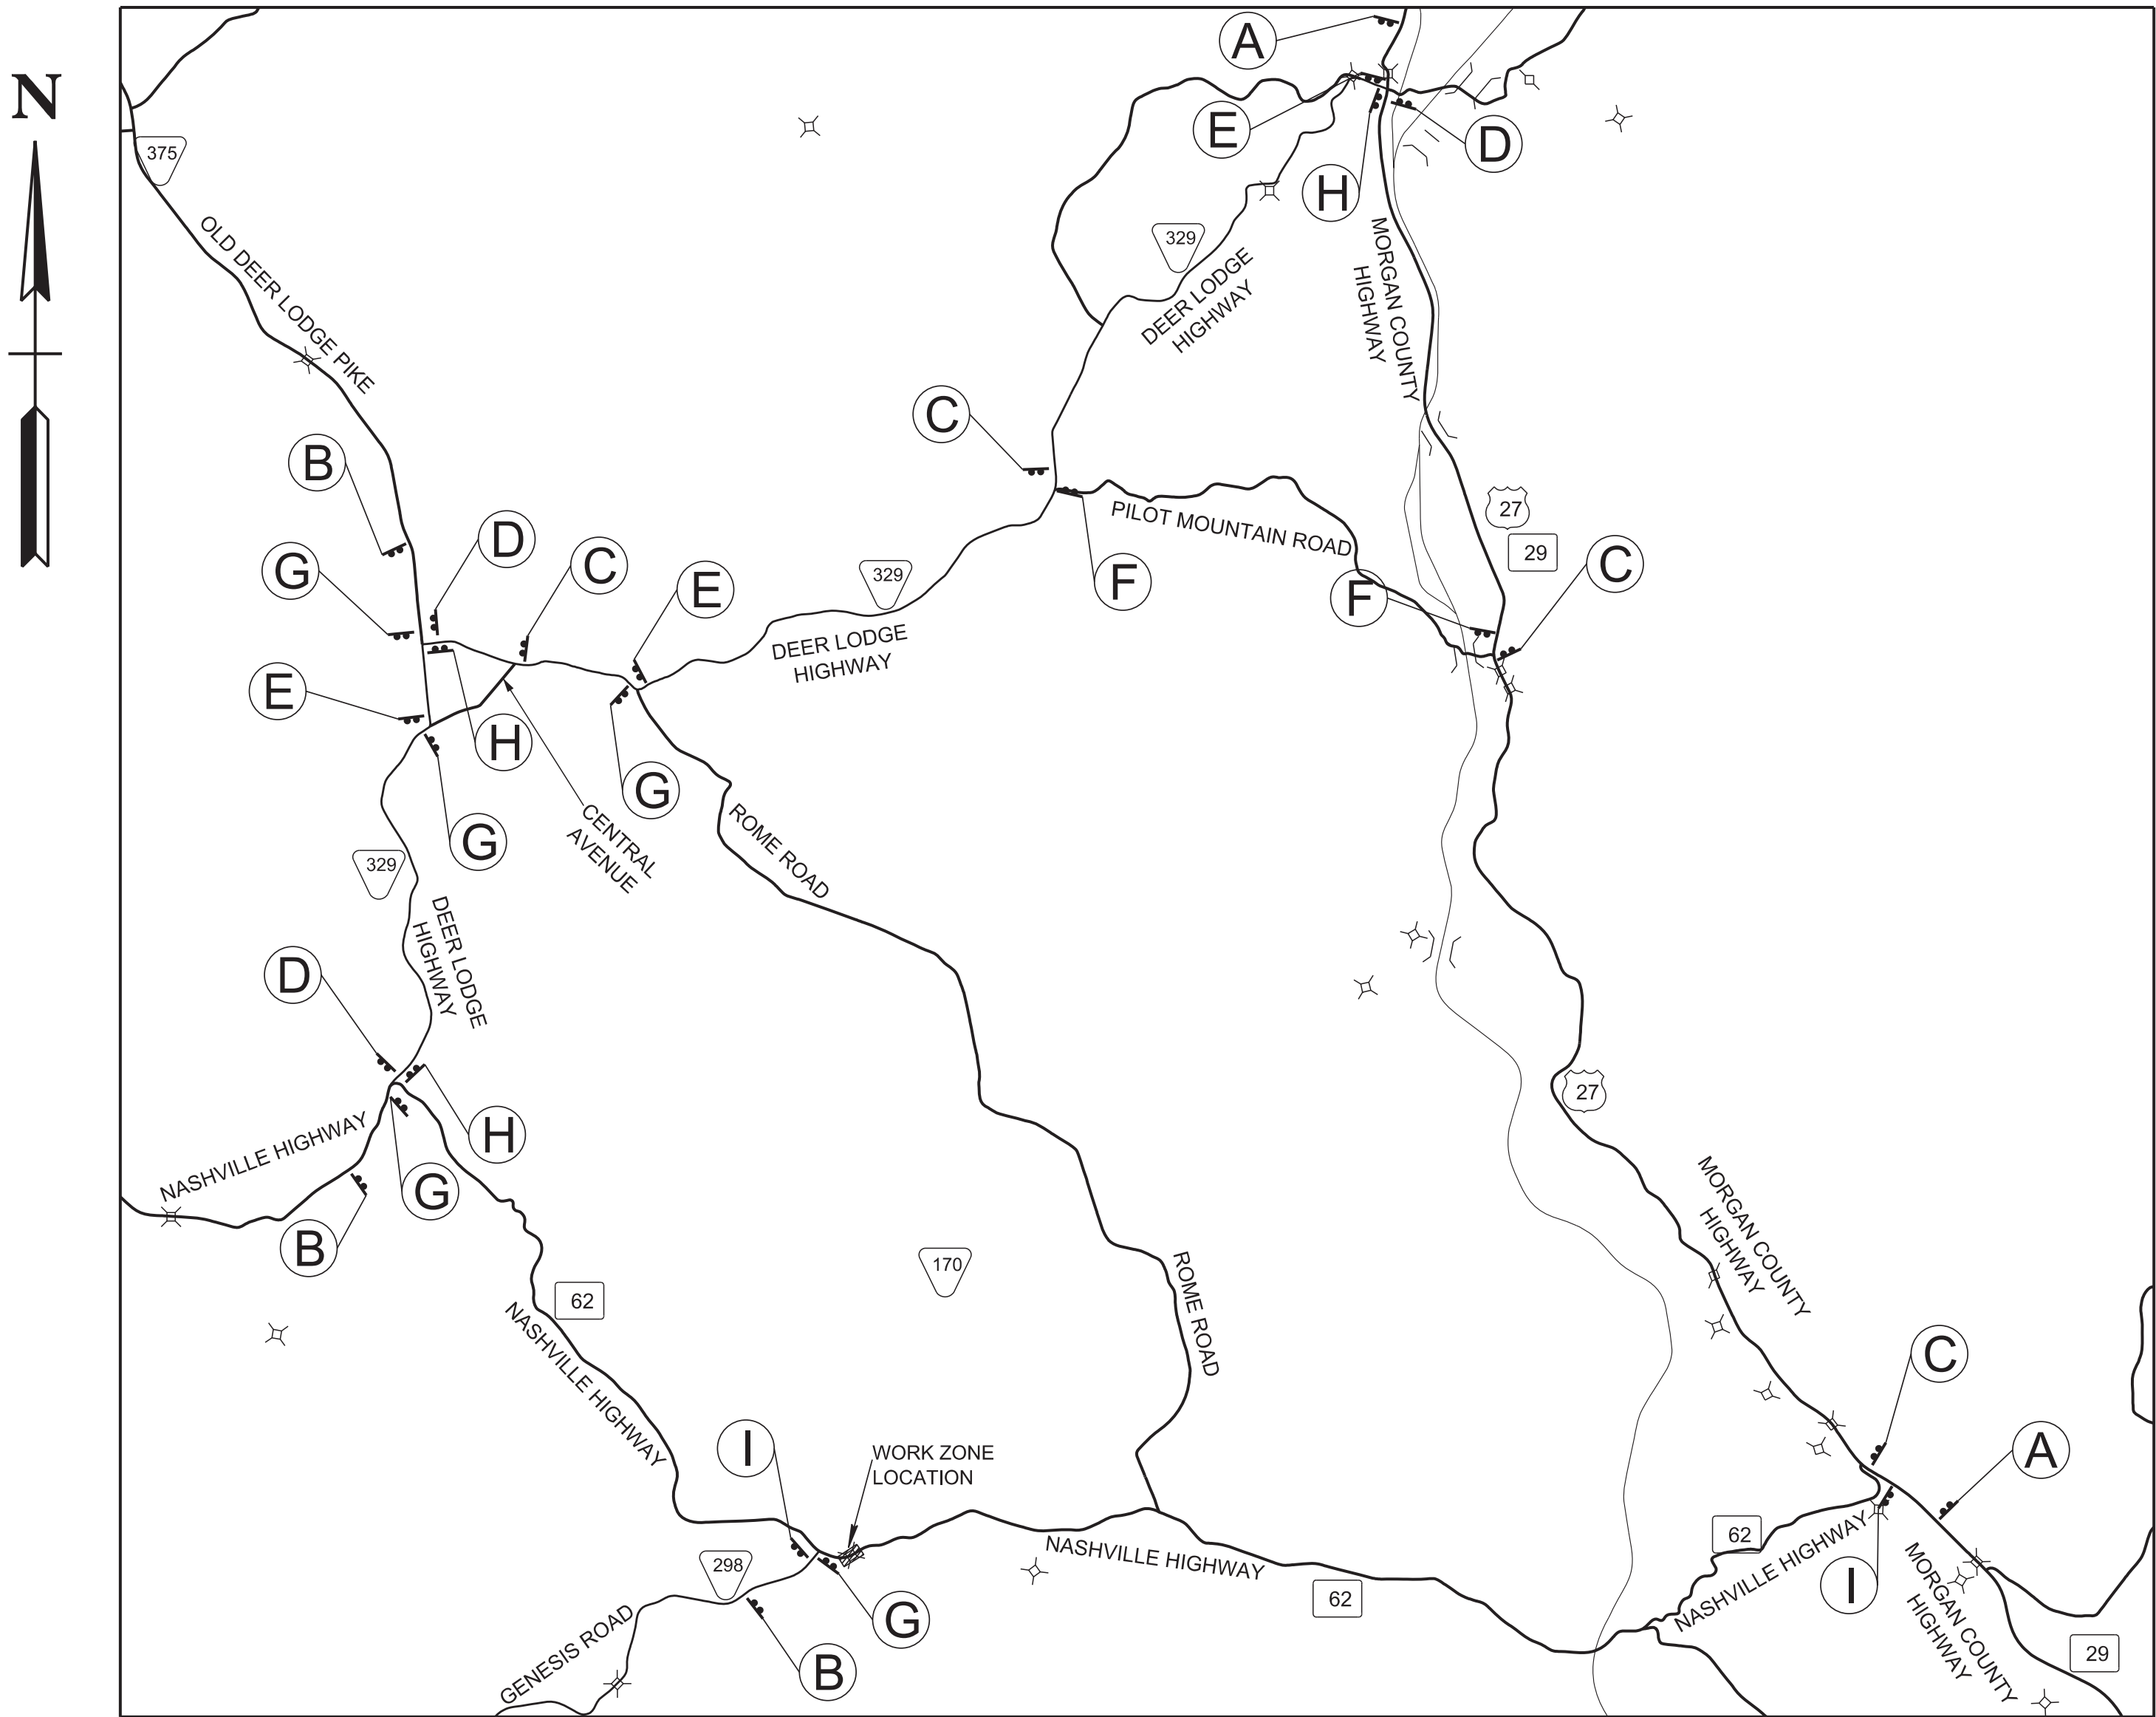 A
N
E
D
375
H
OLD DEER LODGE PIKE
329
DEER LODGE
HIGHWAY
MORGAN COUNTY
HIGHWAY
C
B
PILOT MOUNTAIN ROAD
27
29
D
G
C
E
329
F
F
C
DEER LODGE
HIGHWAY
E
H
G
CENTRAL
AVENUE
G
ROME ROAD
329
DEER LODGE
HIGHWAY
D
27
NASHVILLE HIGHWAY
H
G
B
MORGAN COUNTY
HIGHWAY
170
62
ROME ROAD
NASHVILLE HIGHWAY
C
I
WORK ZONE
LOCATION
A
62
NASHVILLE HIGHWAY
298
NASHVILLE HIGHWAY
I
62
MORGAN COUNTY
HIGHWAY
G
GENESIS ROAD
29
B